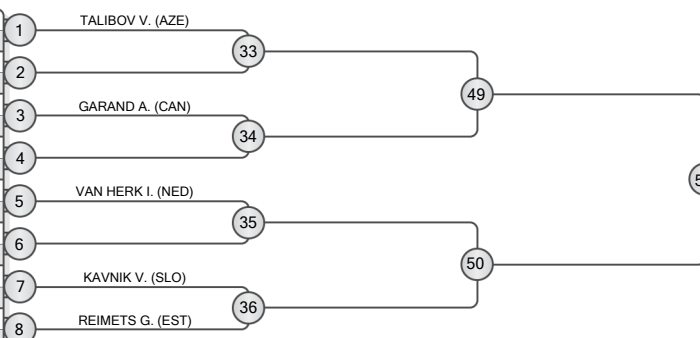 1
TALIBOV V. (AZE)
33
2
49
3
GARAND A. (CAN)
34
4
5
VAN HERK I. (NED)
35
6
50
7
KAVNIK V. (SLO)
36
8
REIMETS G. (EST)